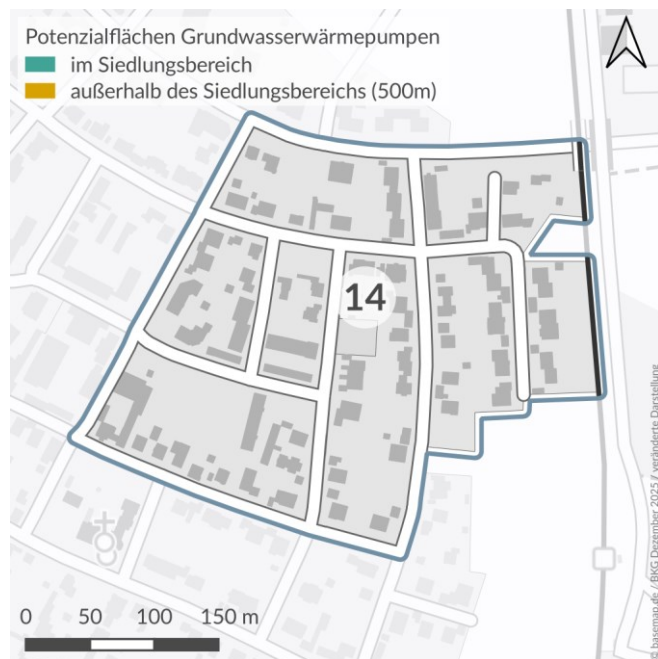 Potenzialflächen Grundwasserwärmepumpen
im Siedlungsbereich
außerhalb des Siedlungsbereichs (500m)
14
0 50 100 150 m
© basemap.de / BKG Dezember 2025 // veränderte Darstellung